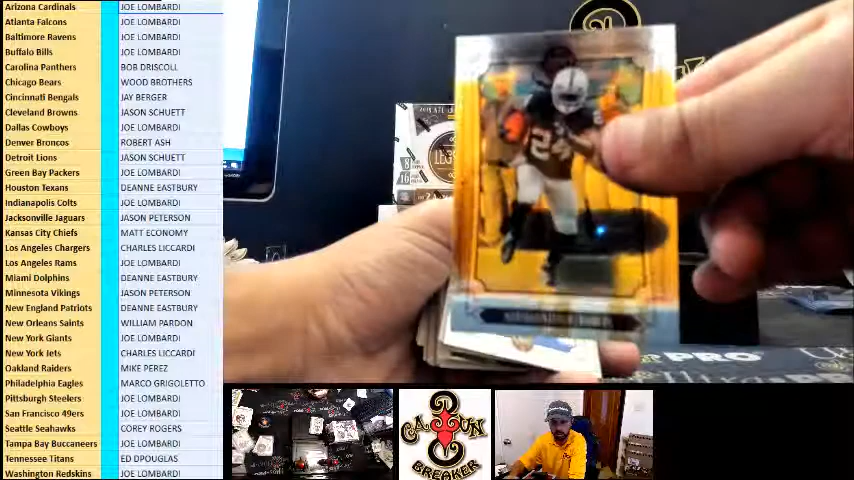 Arizona Cardinals JOE LOMBARDI
Atlanta Falcons JOE LOMBARDI
Baltimore Ravens JOE LOMBARDI
Buffalo Bills JOE LOMBARDI
Carolina Panthers BOB DRISCOLL
Chicago Bears WOOD BROTHERS
Cincinnati Bengals JAY BERGER
Cleveland Browns JASON SCHUETT
Dallas Cowboys JOE LOMBARDI
Denver Broncos ROBERT ASH
Detroit Lions JASON SCHUETT
Green Bay Packers JOE LOMBARDI
Houston Texans DEANNE EASTBURY
Indianapolis Colts JOE LOMBARDI
Jacksonville Jaguars JASON PETERSON
Kansas City Chiefs MATT ECONOMY
Los Angeles Chargers CHARLES LICCARDI
Los Angeles Rams JOE LOMBARDI
Miami Dolphins DEANNE EASTBURY
Minnesota Vikings JASON PETERSON
New England Patriots DEANNE EASTBURY
New Orleans Saints WILLIAM PARDON
New York Giants JOE LOMBARDI
New York Jets CHARLES LICCARDI
Oakland Raiders MIKE PEREZ
Philadelphia Eagles MARCO GRIGOLETTO
Pittsburgh Steelers JOE LOMBARDI
San Francisco 49ers JOE LOMBARDI
Seattle Seahawks COREY ROGERS
Tampa Bay Buccaneers JOE LOMBARDI
Tennessee Titans ED DPOUGLAS
Washington Redskins JOE LOMBARDI
24
PRO
CAJUN
BREAKER